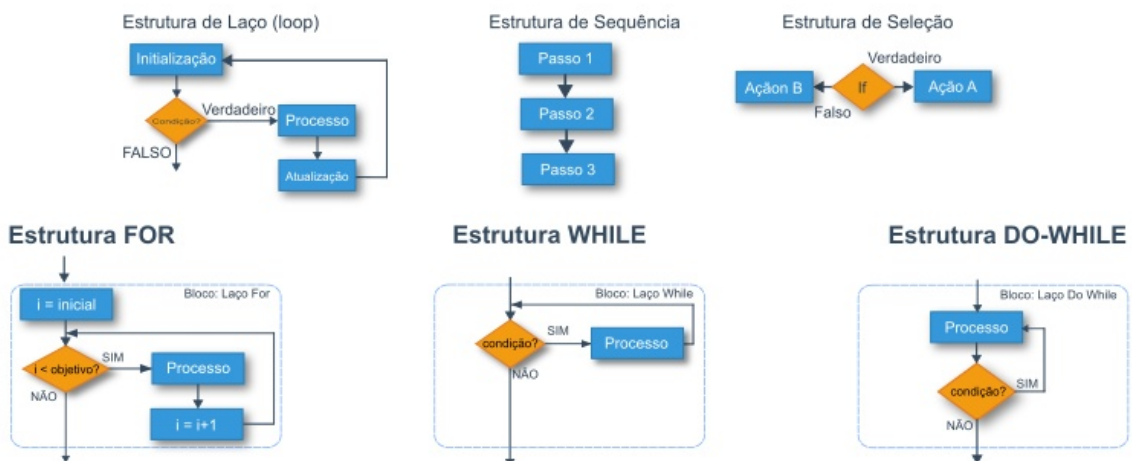 Estrutura de Laço (loop)
Initialização
Condição?
Verdadeiro
Processo
FALSO
Atualização
Estrutura de Sequência
Passo 1
Passo 2
Passo 3
Estrutura de Seleção
Verdadeiro
Açãon B
If
Ação A
Falso
Estrutura FOR
Bloco: Laço For
i = inicial
i < objetivo?
SIM
Processo
NÃO
i = i+1
Estrutura WHILE
Bloco: Laço While
condição?
SIM
Processo
NÃO
Estrutura DO-WHILE
Bloco: Laço Do While
Processo
condição?
SIM
NÃO